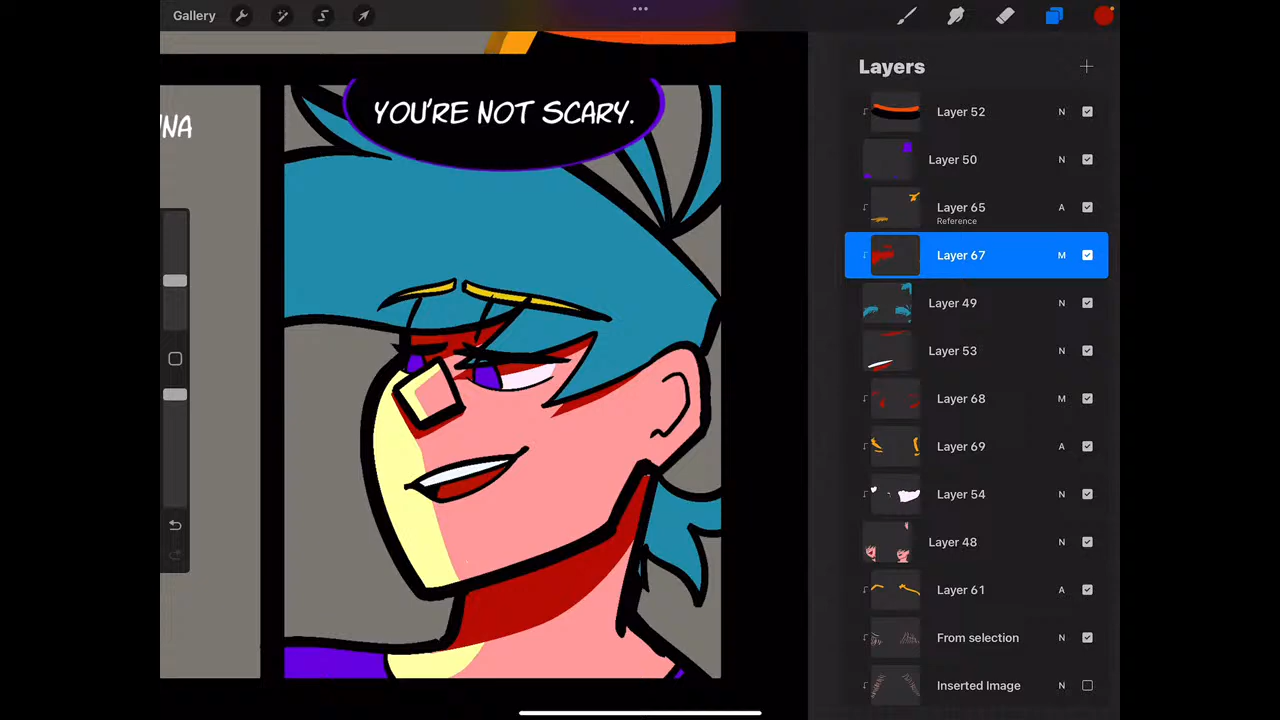 Gallery
YOU'RE NOT SCARY.
NA
Layers
Layer 52 N
Layer 50 N
Layer 65 A
Reference
Layer 67 M
Layer 49 N
Layer 53 N
Layer 68 M
Layer 69 A
Layer 54 N
Layer 48 N
Layer 61 A
From selection N
Inserted Image N